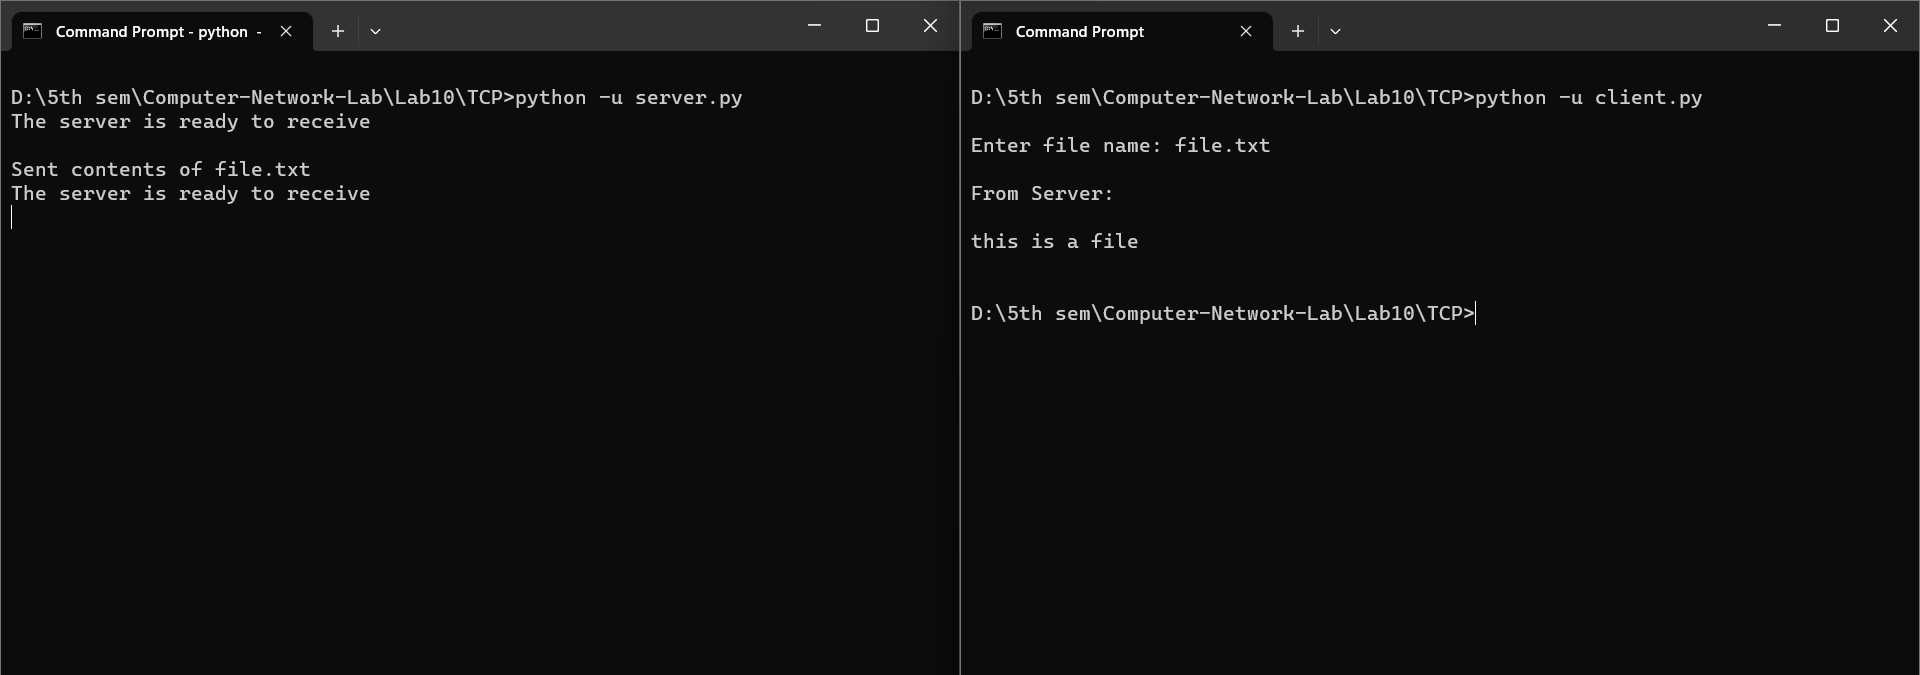 Command Prompt - python -
D:\5th sem\Computer-Network-Lab\Lab10\TCP>python -u server.py
The server is ready to receive
Sent contents of file.txt
The server is ready to receive
Command Prompt
D:\5th sem\Computer-Network-Lab\Lab10\TCP>python -u client.py
Enter file name: file.txt
From Server:
this is a file
D:\5th sem\Computer-Network-Lab\Lab10\TCP>